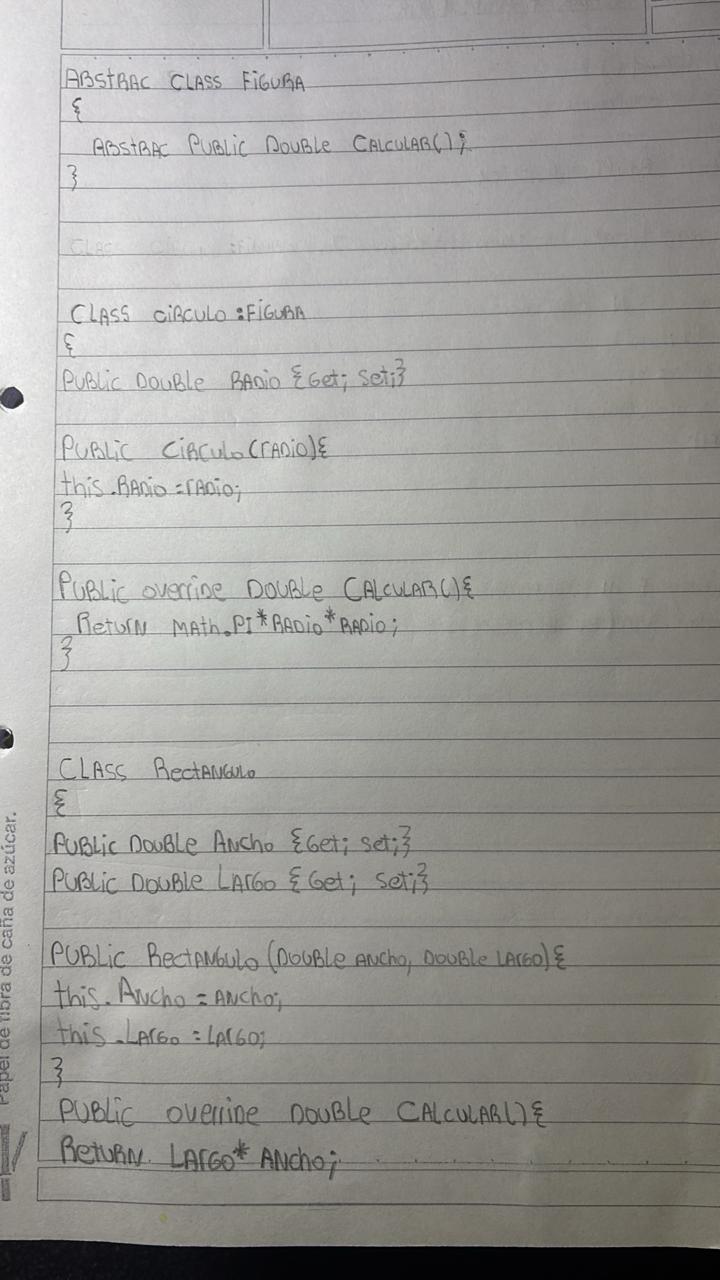 ABSTRAC CLASS FIGURA
{
ABSTRAC PUBLIC DOUBLE CALCULAR();
}
CLASS CIRCULO :FIGURA
{
PUBLIC DOUBLE RADIO {Get; Set;}
PUBLIC CIRCULO(rADIO){
this.RADIO =rADIO;
}
PUBLIC override DOUBLE CALCULAR(){
Return MAth.PI*RADIO*RADIO;
}
CLASS RectANGULO
{
PUBLIC DOUBLE ANCHO {Get; Set;}
PUBLIC DOUBLE LARGO {Get; Set;}
PUBLIC RectANGULO (DOUBLE ANCHO, DOUBLE LARGO){
this.ANCHO = ANCHO;
this.LARGO =LARGO;
}
PUBLIC override DOUBLE CALCULAR(){
RETURN LARGO* ANCHO;
Papel de fibra de caña de azúcar.